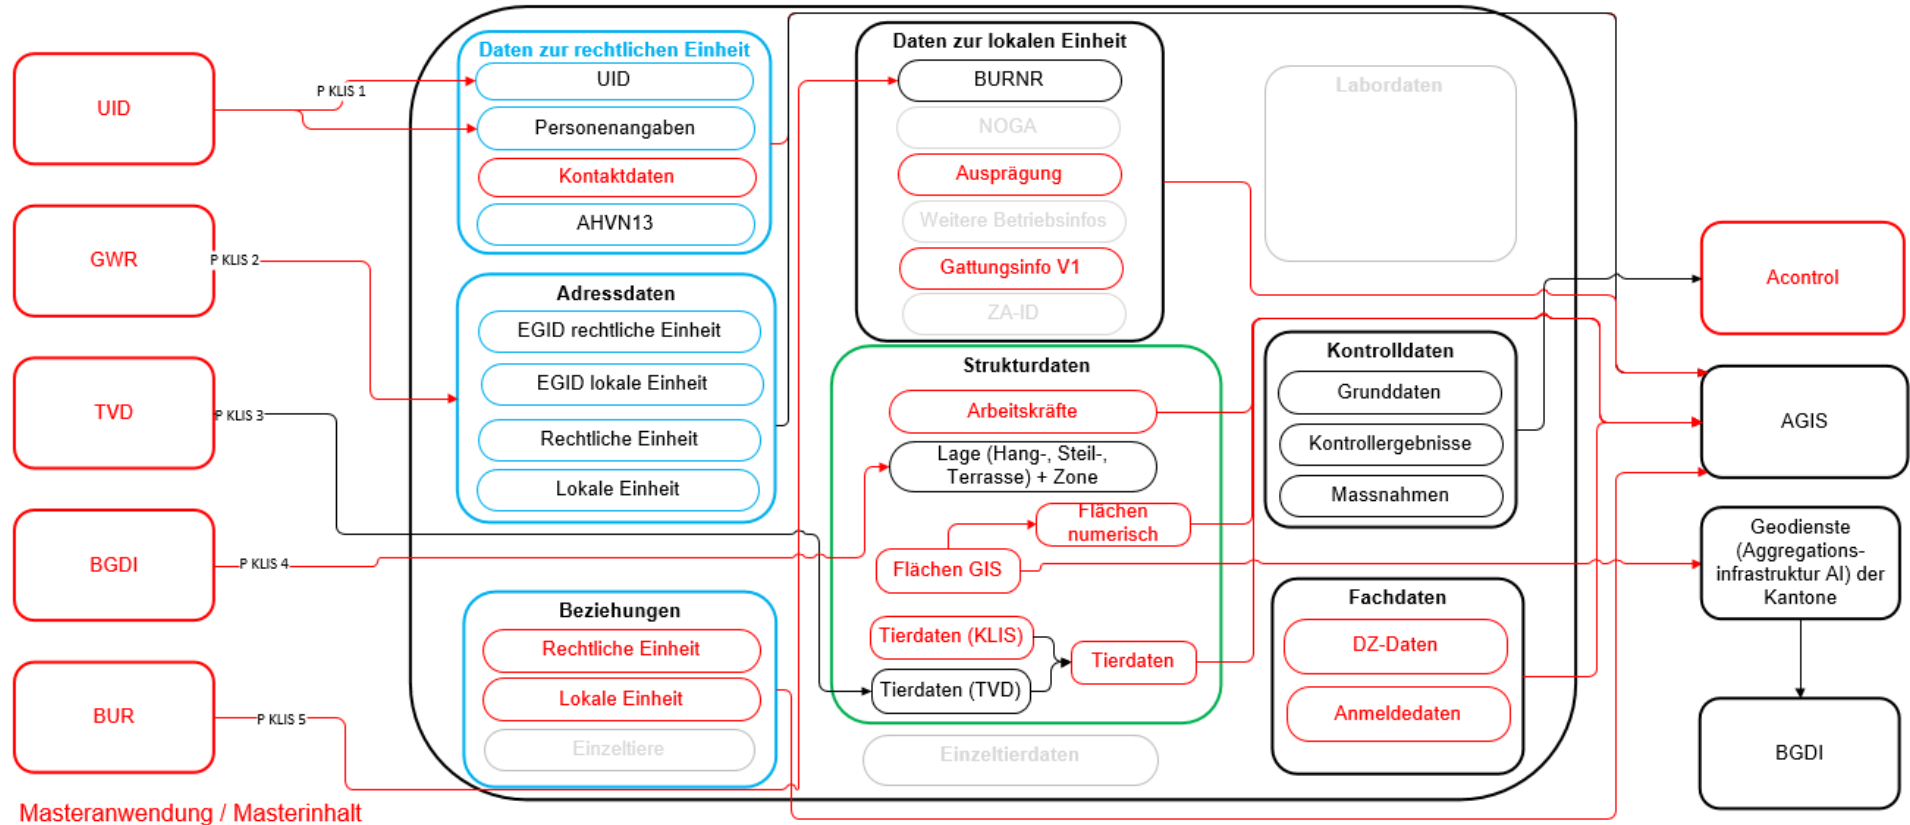 UID
GWR
TVD
BGDI
BUR
P KLIS 1
P KLIS 2
P KLIS 3
P KLIS 4
P KLIS 5
Masteranwendung / Masterinhalt
Daten zur rechtlichen Einheit
UID
Personenangaben
Kontaktdaten
AHVN13
Adressdaten
EGID rechtliche Einheit
EGID lokale Einheit
Rechtliche Einheit
Lokale Einheit
Beziehungen
Rechtliche Einheit
Lokale Einheit
Einzeltiere
Daten zur lokalen Einheit
BURNR
NOGA
Ausprägung
Weitere Betriebsinfos
Gattungsinfo V1
ZA-ID
Strukturdaten
Arbeitskräfte
Lage (Hang-, Steil-,
Terrasse) + Zone
Flächen
numerisch
Flächen GIS
Tierdaten (KLIS)
Tierdaten
Tierdaten (TVD)
Einzeltierdaten
Labordaten
Kontrolldaten
Grunddaten
Kontrollergebnisse
Massnahmen
Fachdaten
DZ-Daten
Anmeldedaten
Acontrol
AGIS
Geodienste
(Aggregations-
infrastruktur AI) der
Kantone
BGDI